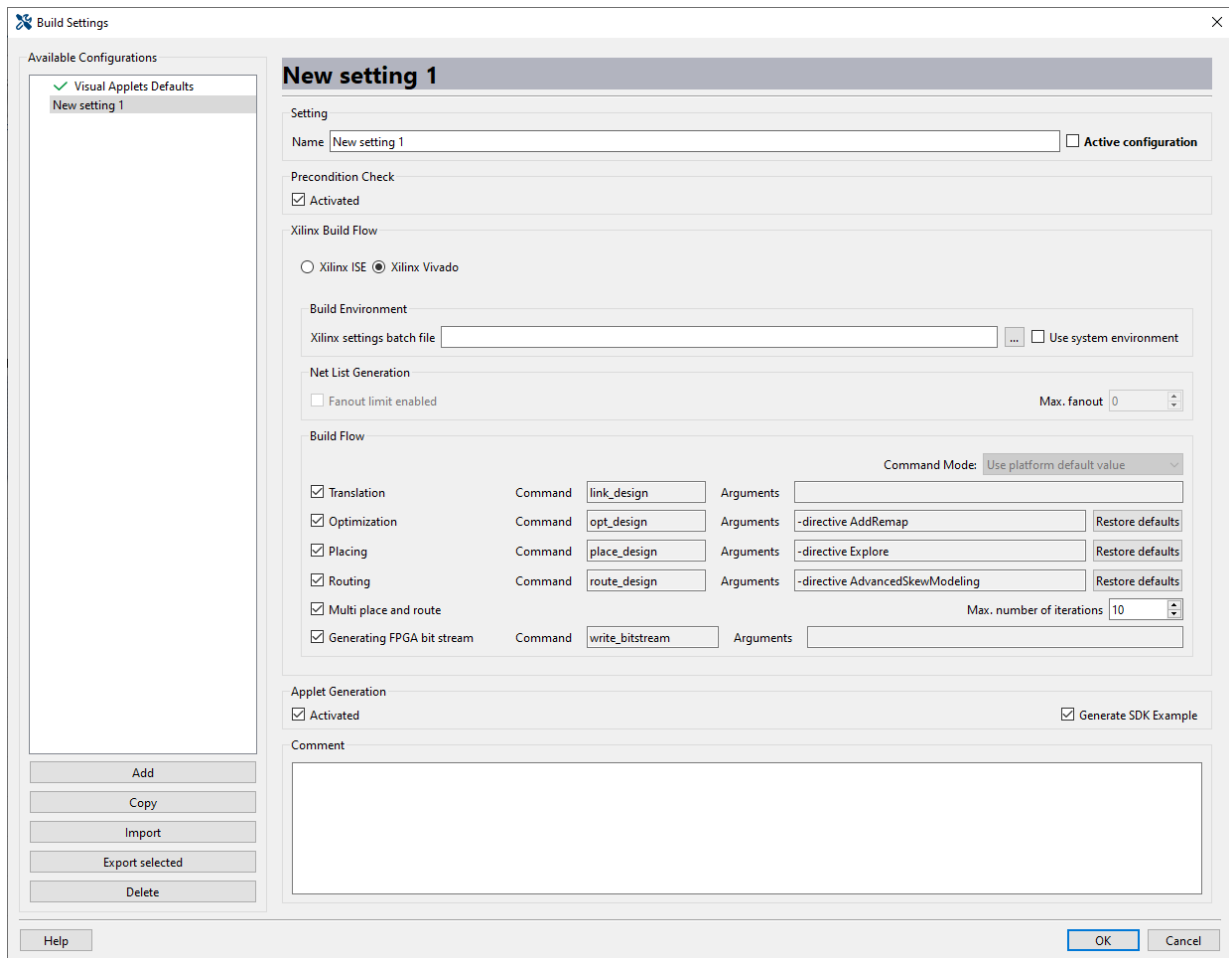 Build Settings
Available Configurations
Visual Applets Defaults
New setting 1
Add
Copy
Import
Export selected
Delete
New setting 1
Setting
Name New setting 1 Active configuration
Precondition Check
Activated
Xilinx Build Flow
Xilinx ISE Xilinx Vivado
Build Environment
Xilinx settings batch file ... Use system environment
Net List Generation
Fanout limit enabled Max. fanout 0
Build Flow
Command Mode: Use platform default value
Translation Command link_design Arguments
Optimization Command opt_design Arguments -directive AddRemap Restore defaults
Placing Command place_design Arguments -directive Explore Restore defaults
Routing Command route_design Arguments -directive AdvancedSkewModeling Restore defaults
Multi place and route Max. number of iterations 10
Generating FPGA bit stream Command write_bitstream Arguments
Applet Generation
Activated Generate SDK Example
Comment
Help OK Cancel